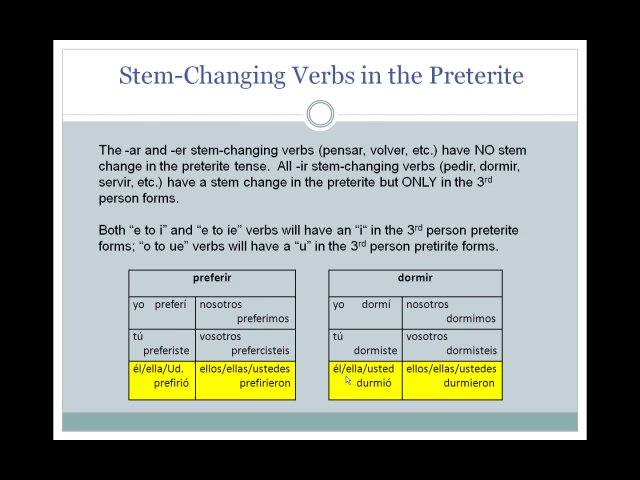 Stem-Changing Verbs in the Preterite
The -ar and -er stem-changing verbs (pensar, volver, etc.) have NO stem
change in the preterite tense. All -ir stem-changing verbs (pedir, dormir,
servir, etc.) have a stem change in the preterite but ONLY in the 3rd
person forms.
Both "e to i" and "e to ie" verbs will have an "i" in the 3rd person preterite
forms; "o to ue" verbs will have a "u" in the 3rd person pretirite forms.
preferir
yo preferí
nosotros
preferimos
tú
preferiste
vosotros
prefercisteis
él/ella/Ud.
prefirió
ellos/ellas/ustedes
prefirieron
dormir
yo dormí
nosotros
dormimos
tú
dormiste
vosotros
dormisteis
él/ella/usted
durmió
ellos/ellas/ustedes
durmieron